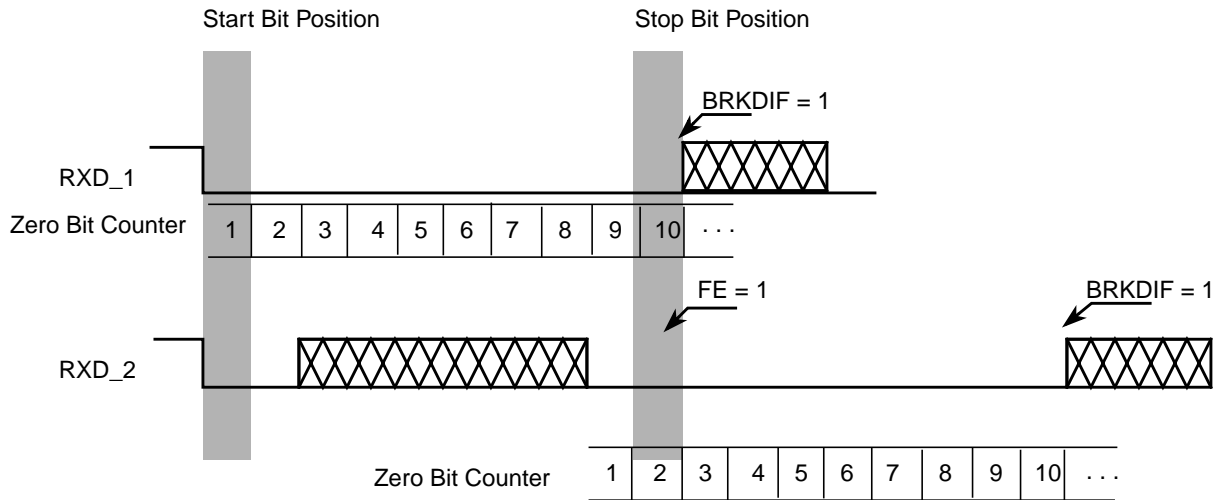 Start Bit Position Stop Bit Position
BRKDIF = 1
RXD_1
Zero Bit Counter 1 2 3 4 5 6 7 8 9 10 . . .
FE = 1 BRKDIF = 1
RXD_2
Zero Bit Counter 1 2 3 4 5 6 7 8 9 10 . . .